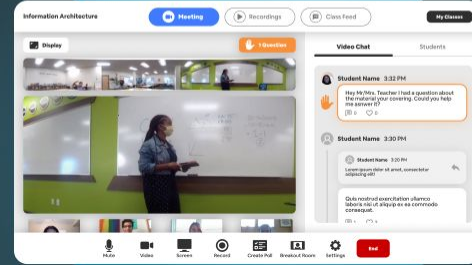 Information Architecture
Meeting
Recordings
Class Feed
My Classes
Display
1 Question
Video Chat
Students
Student Name 3:32 PM
Hey Mr/Mrs. Teacher I had a question about
the material your covering. Could you help
me answer it?
0 0
Student Name 3:30 PM
Student Name 3:20 PM
Lorem ipsum dolor sit amet, consectetur
adipiscing elit!
Quis nostrud exercitation ullamco
laboris nisi ut aliquip ex ea commodo
consequat.
Mute
Video
Screen
Record
Create Poll
Breakout Room
Settings
End